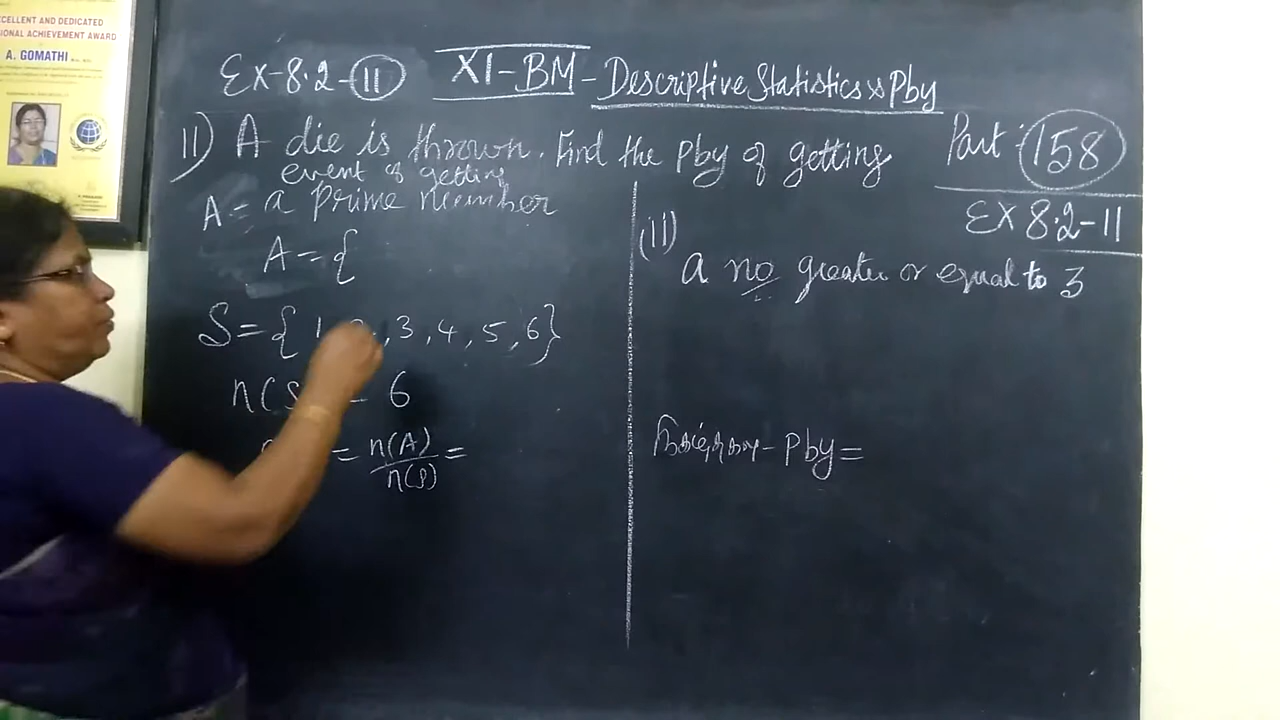 CELLENT AND DEDICATED
IONAL ACHIEVEMENT AWARD
A. GOMATHI
Ex-8.2-11
XI-BM-Descriptive Statistics & Pby
Part: 158
Ex 8.2-11
11) A die is thrown. Find the Pby of getting
event of getting
A = a Prime number
A = {
S = { 1, 2, 3, 4, 5, 6}
n(S) = 6
= n(A)/n(S) =
(ii)
a no greater or equal to 3
நிகழ்தகவு - Pby =